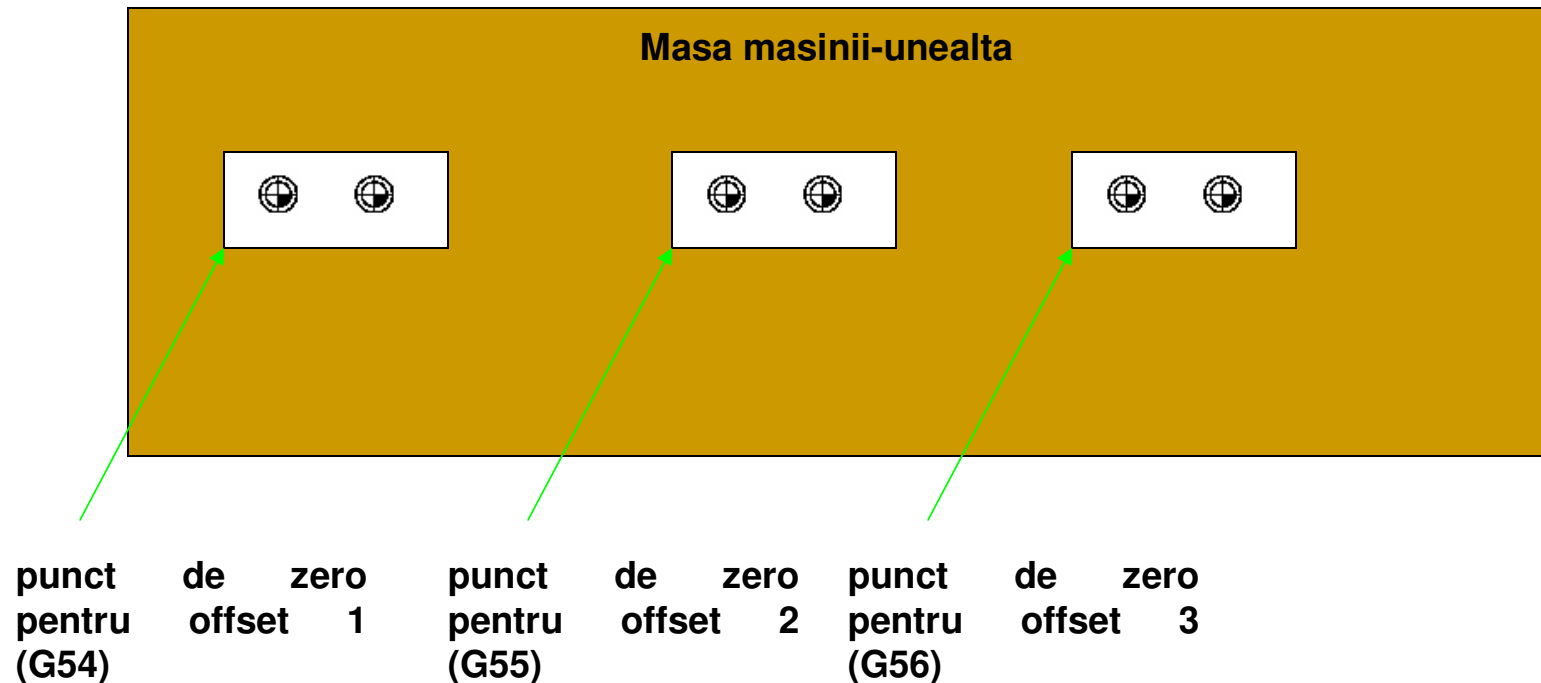 Masa masinii-unealta
punct de zero
pentru offset 1
(G54)
punct de zero
pentru offset 2
(G55)
punct de zero
pentru offset 3
(G56)